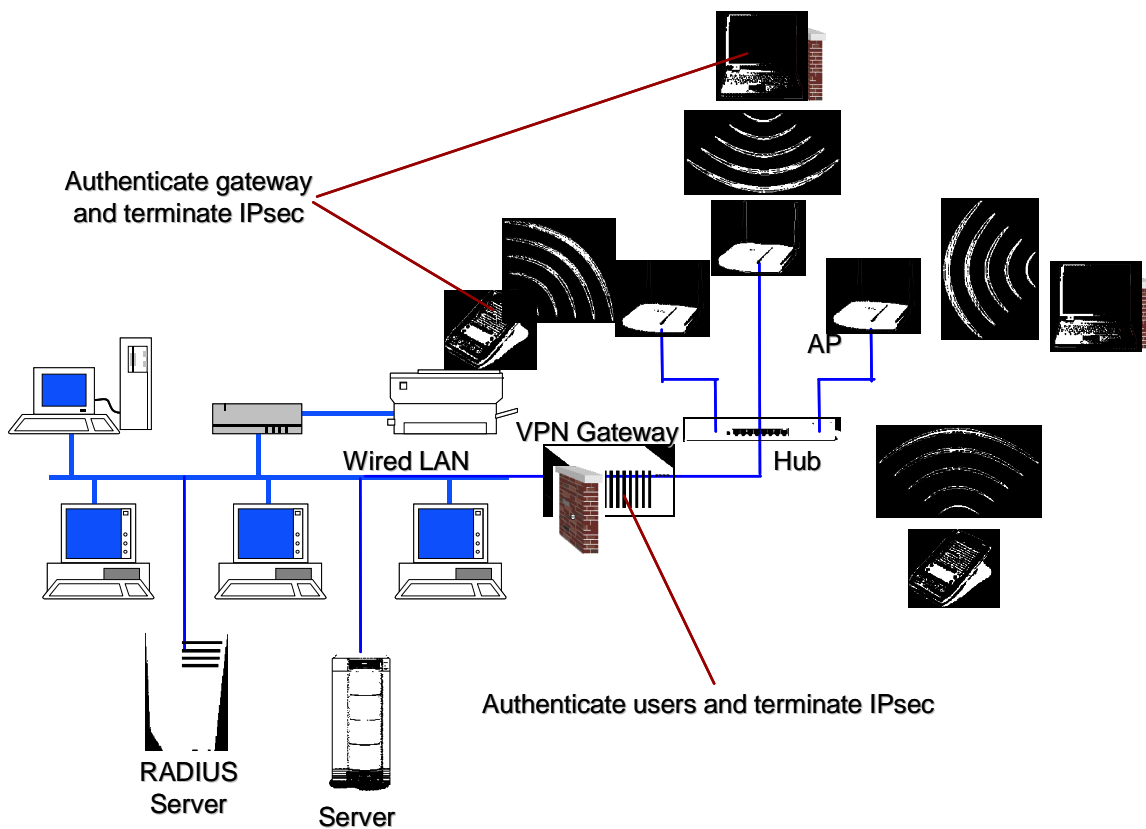 Authenticate gateway
and terminate IPsec
AP
VPN Gateway
Hub
Wired LAN
Authenticate users and terminate IPsec
RADIUS
Server
Server